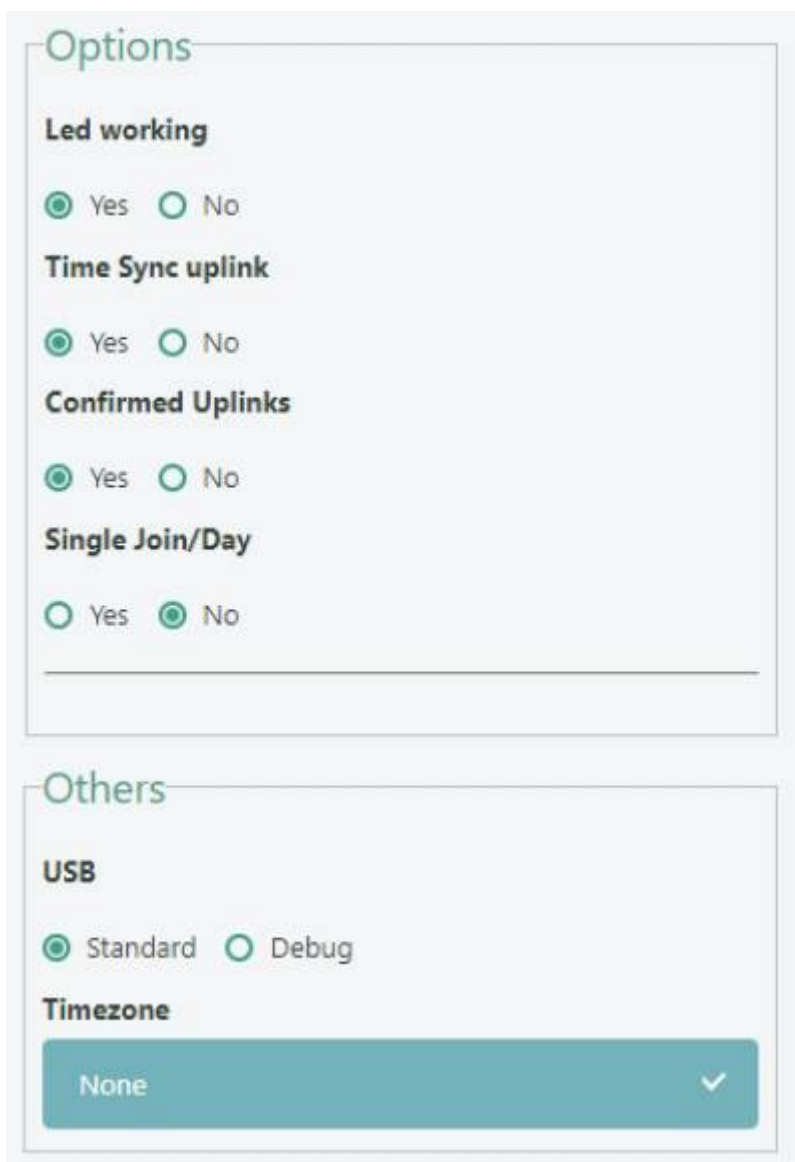 Options
Led working
Yes No
Time Sync uplink
Yes No
Confirmed Uplinks
Yes No
Single Join/Day
Yes No
Others
USB
Standard Debug
Timezone
None